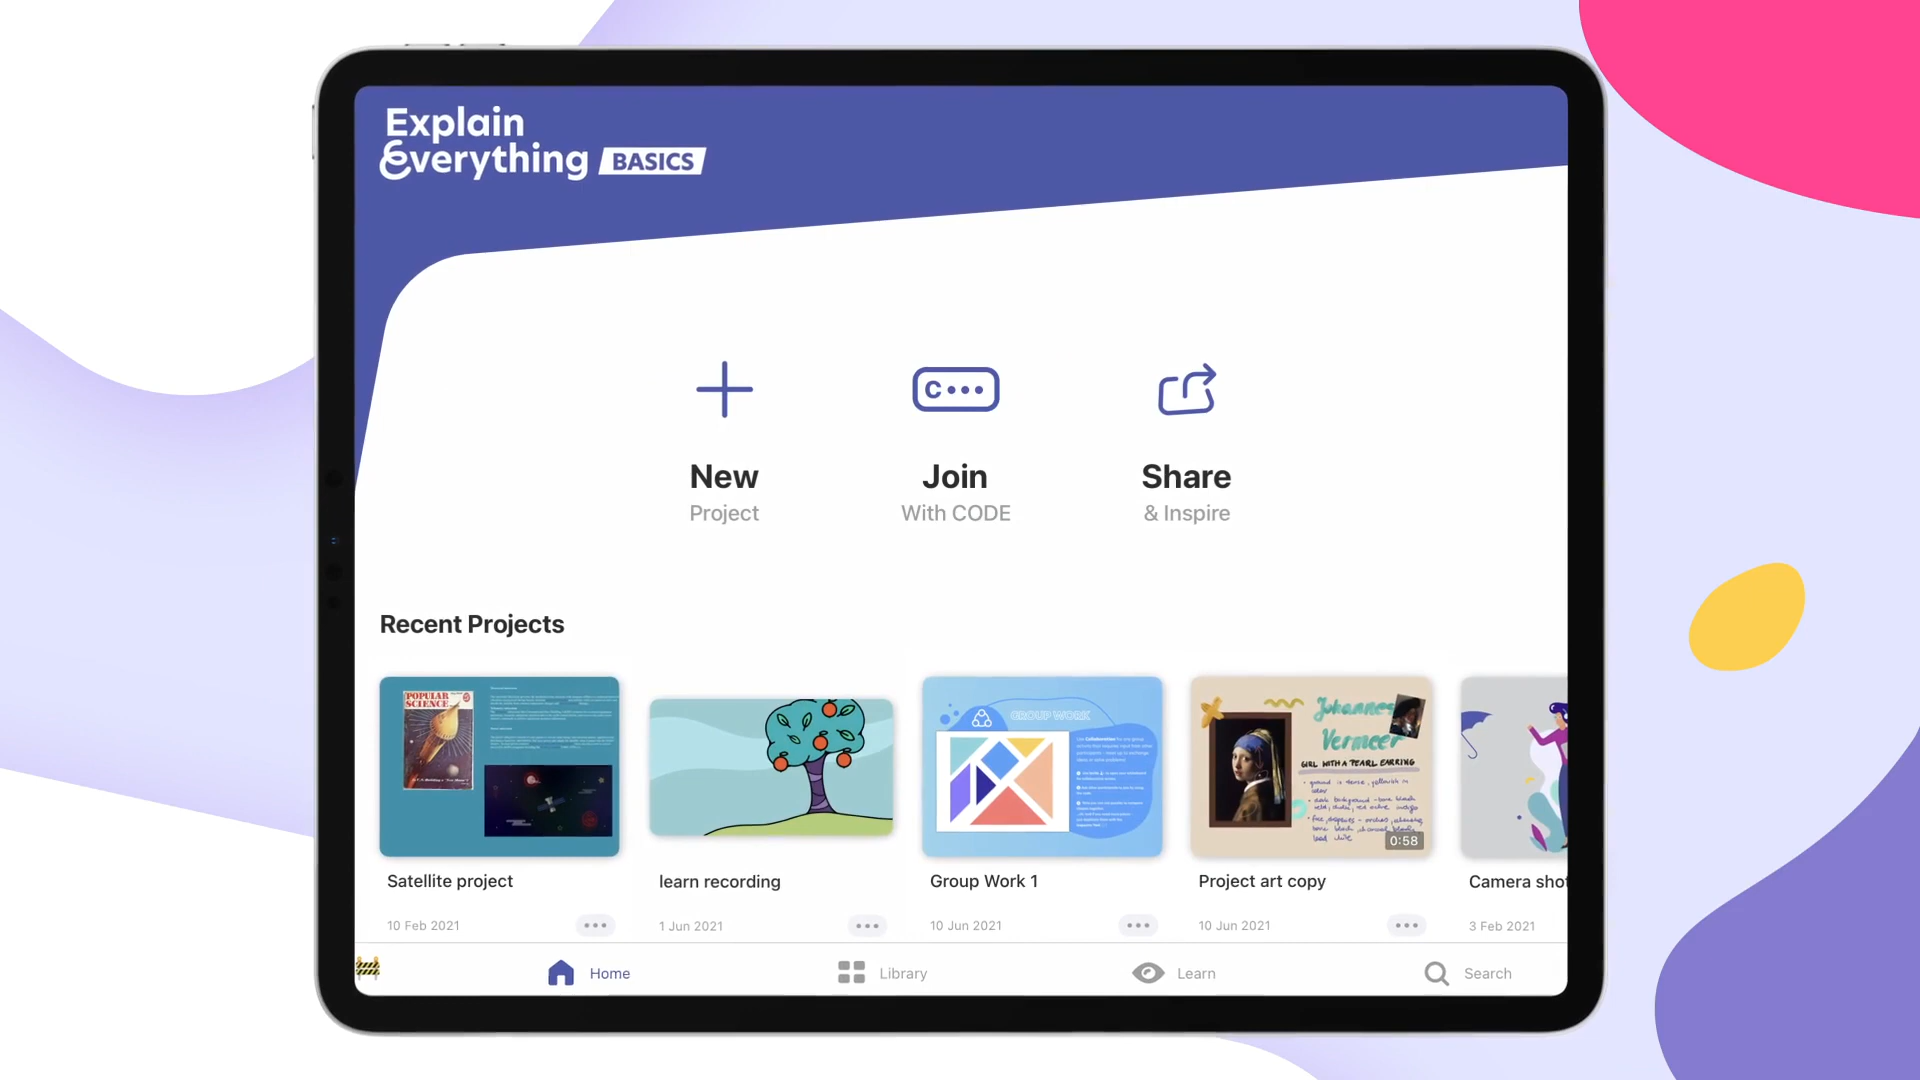 Explain
Everything BASICS
C
New
Project
Join
With CODE
Share
& Inspire
Recent Projects
POPULAR
SCIENCE
GROUP WORK
Johannes
Vermeer
GIRL WITH A PEARL EARRING
0:58
Satellite project
learn recording
Group Work 1
Project art copy
Camera shot
10 Feb 2021
1 Jun 2021
10 Jun 2021
10 Jun 2021
3 Feb 2021
Home
Library
Learn
Search